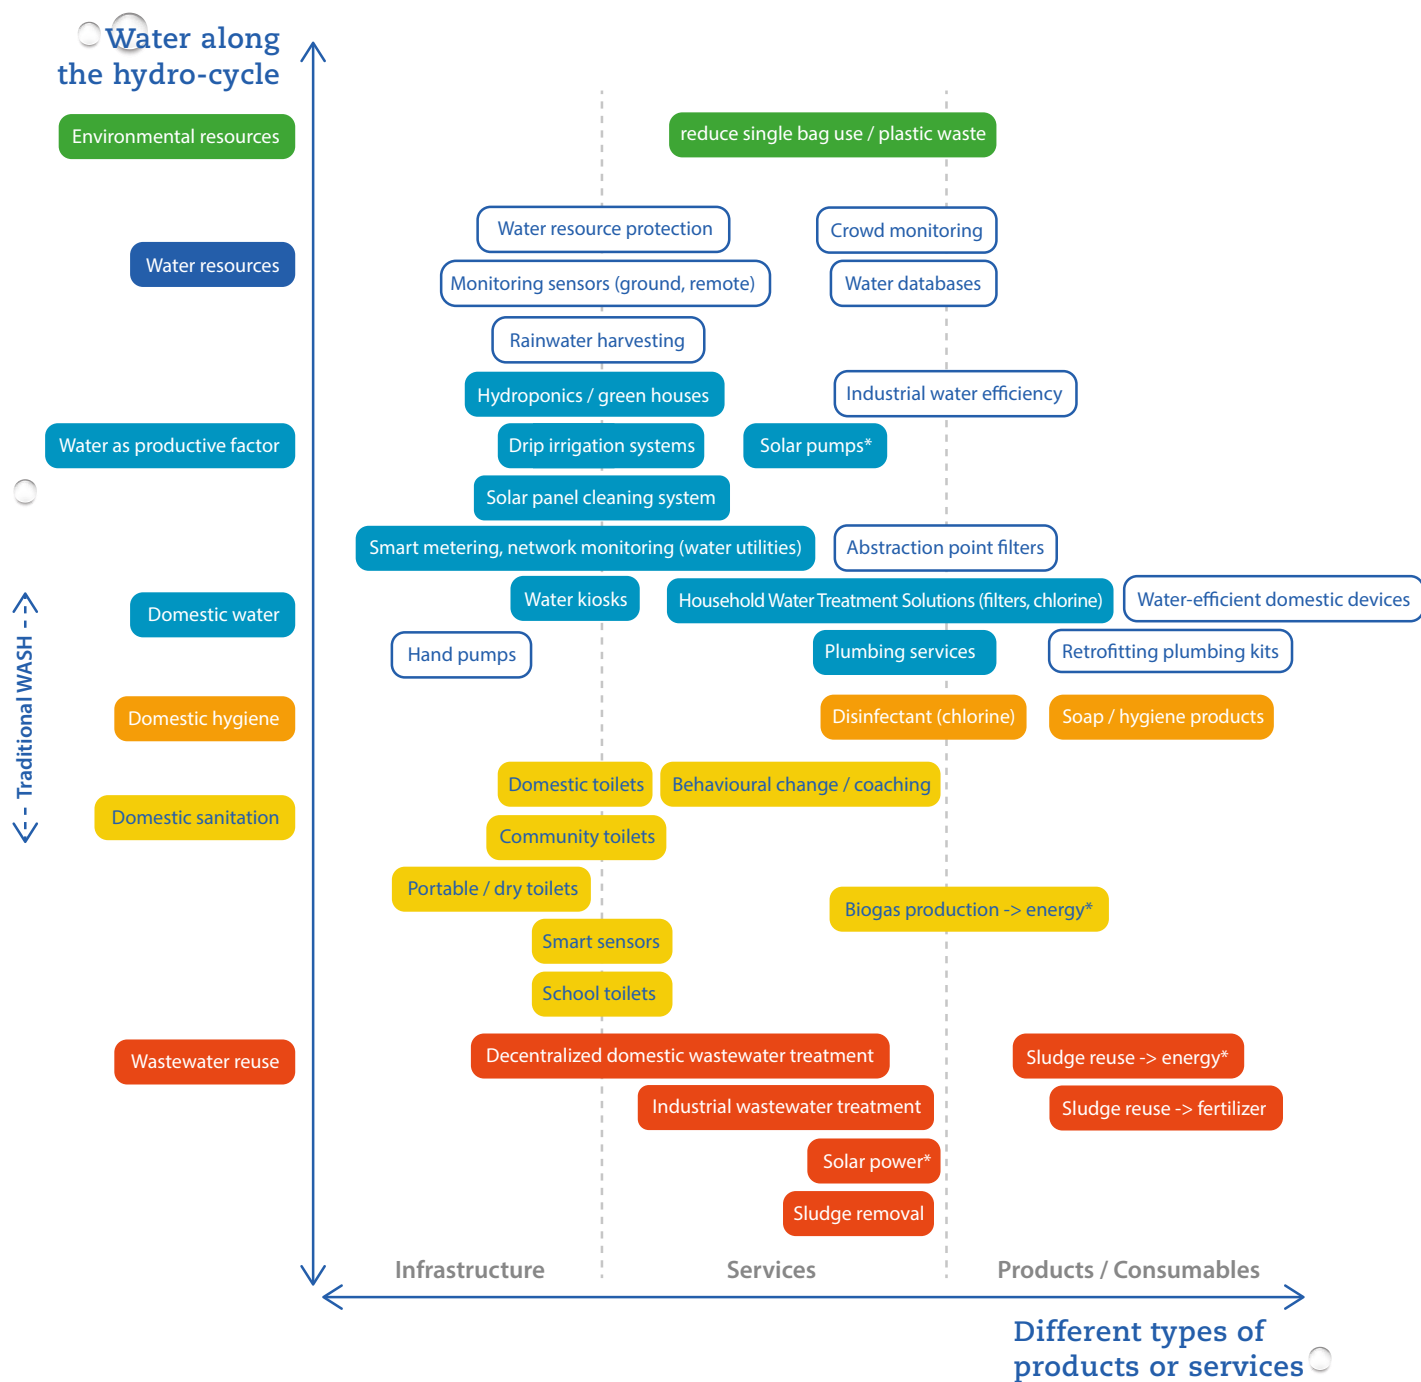 Water along
the hydro-cycle
Environmental resources
reduce single bag use / plastic waste
Water resource protection
Crowd monitoring
Water resources
Monitoring sensors (ground, remote)
Water databases
Rainwater harvesting
Hydroponics / green houses
Industrial water efficiency
Water as productive factor
Drip irrigation systems
Solar pumps*
Solar panel cleaning system
Smart metering, network monitoring (water utilities)
Abstraction point filters
Domestic water
Water kiosks
Household Water Treatment Solutions (filters, chlorine)
Water-efficient domestic devices
Hand pumps
Plumbing services
Retrofitting plumbing kits
Traditional WASH
Domestic hygiene
Disinfectant (chlorine)
Soap / hygiene products
Domestic toilets
Behavioural change / coaching
Domestic sanitation
Community toilets
Portable / dry toilets
Biogas production -> energy*
Smart sensors
School toilets
Wastewater reuse
Decentralized domestic wastewater treatment
Sludge reuse -> energy*
Industrial wastewater treatment
Sludge reuse -> fertilizer
Solar power*
Sludge removal
Infrastructure
Services
Products / Consumables
Different types of
products or services